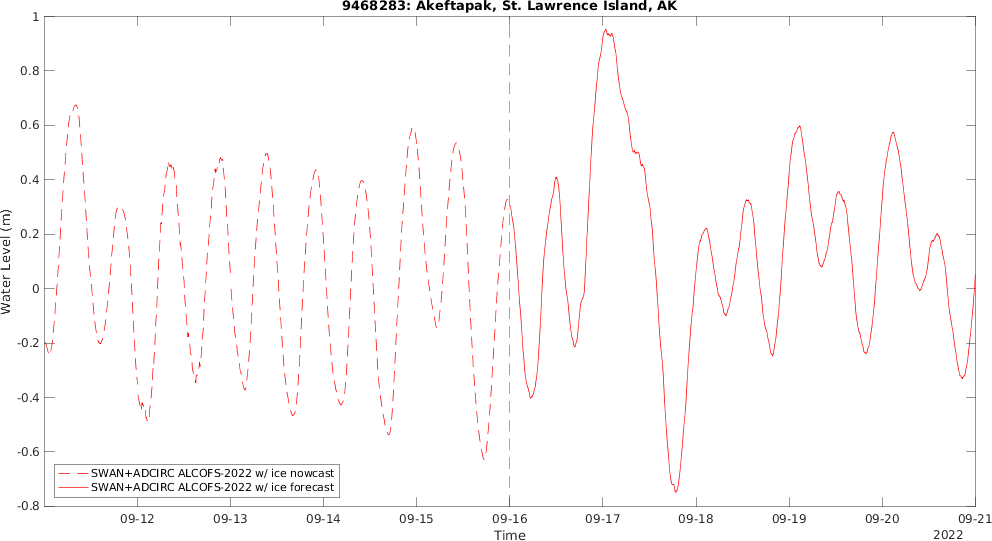 9468283: Akeftapak, St. Lawrence Island, AK
1
0.8
0.6
0.4
0.2
0
-0.2
-0.4
-0.6
-0.8
Water Level (m)
SWAN+ADCIRC ALCOFS-2022 w/ ice nowcast
SWAN+ADCIRC ALCOFS-2022 w/ ice forecast
09-12 09-13 09-14 09-15 09-16 09-17 09-18 09-19 09-20 09-21
Time
2022